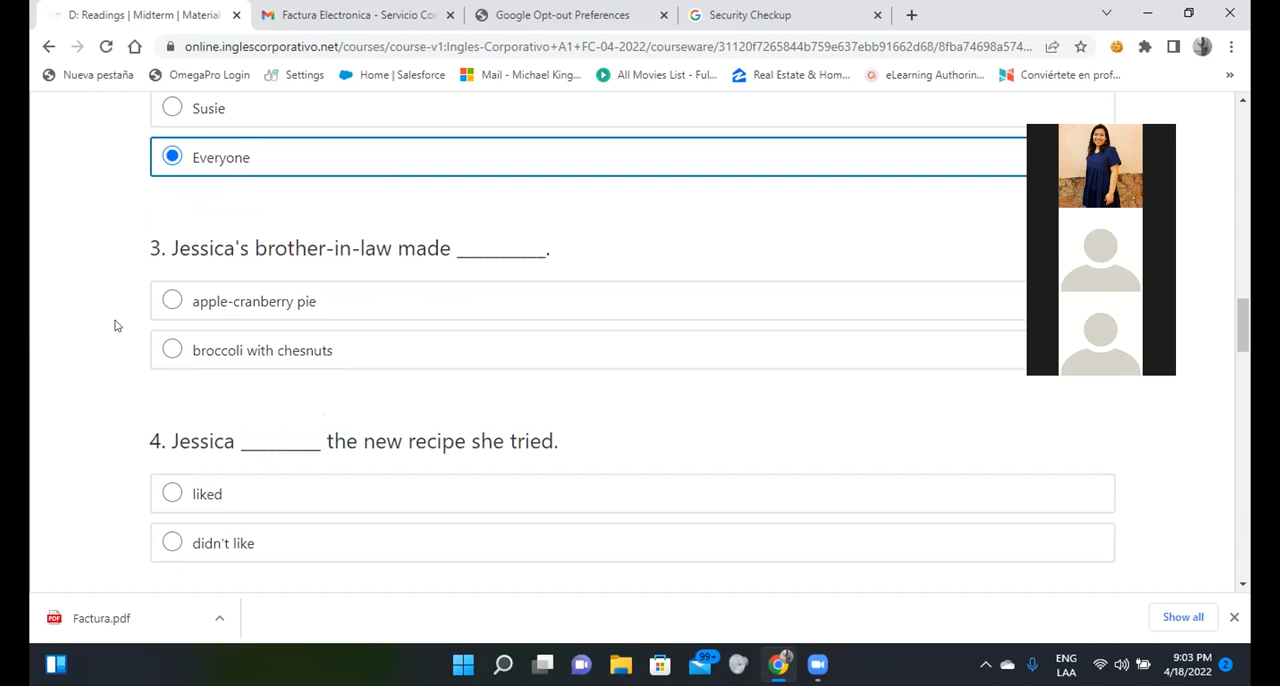 D: Readings | Midterm | Material
Factura Electronica - Servicio Cor
Google Opt-out Preferences
Security Checkup
online.inglescorporativo.net/courses/course-v1:Ingles-Corporativo+A1+FC-04-2022/courseware/31120f7265844b759e637ebb91662d68/8fba74698a574...
Nueva pestaña
OmegaPro Login
Settings
Home | Salesforce
Mail - Michael King...
All Movies List - Ful...
Real Estate & Hom...
eLearning Authorin...
Conviértete en prof...
»
Susie
Everyone
3. Jessica's brother-in-law made __________.
apple-cranberry pie
broccoli with chesnuts
4. Jessica _________ the new recipe she tried.
liked
didn't like
PDF
Factura.pdf
Show all
99+
ENG
LAA
9:03 PM
4/18/2022
2